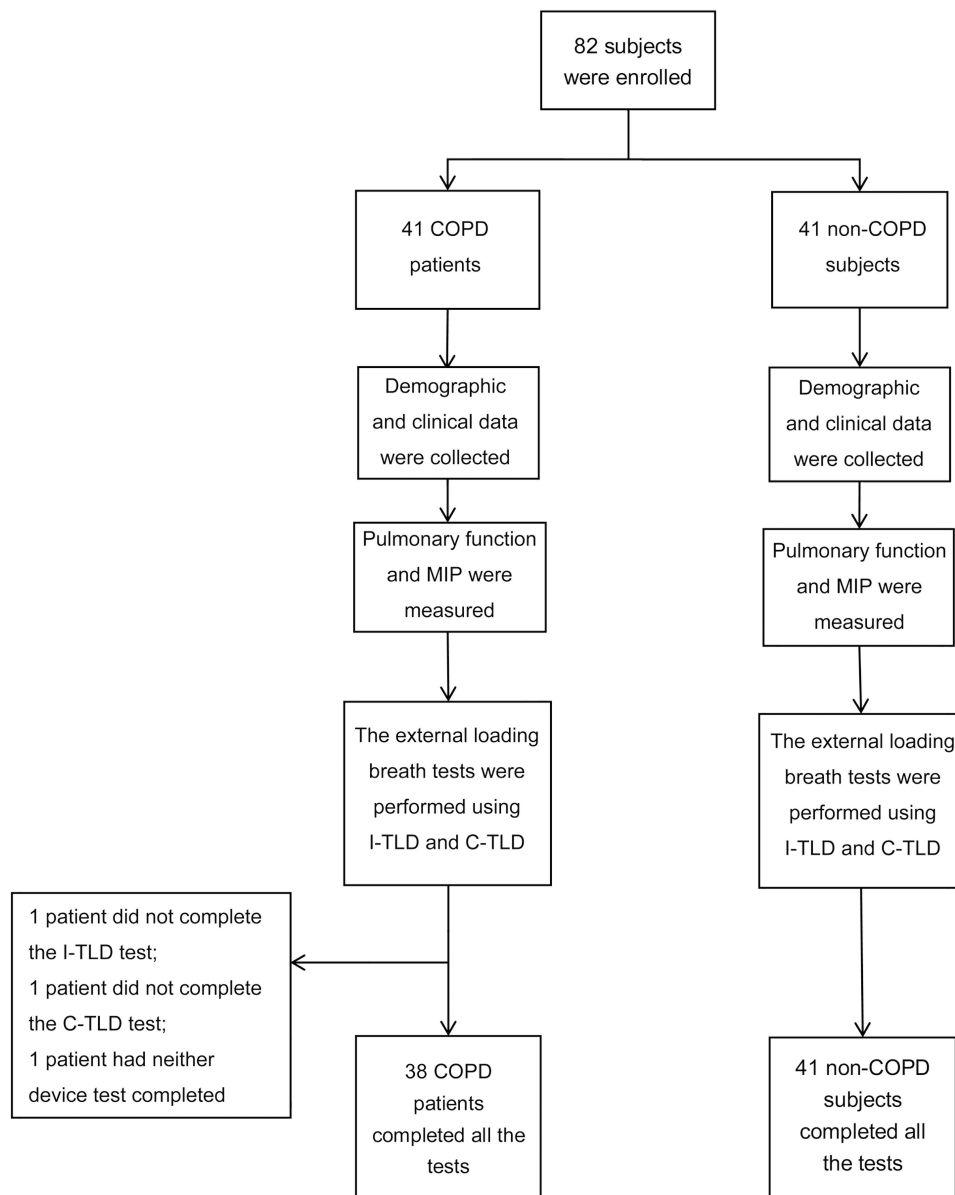 82 subjects
were enrolled
41 COPD
patients
41 non-COPD
subjects
Demographic
and clinical data
were collected
Demographic
and clinical data
were collected
Pulmonary function
and MIP were
measured
Pulmonary function
and MIP were
measured
The external loading
breath tests were
performed using
I-TLD and C-TLD
The external loading
breath tests were
performed using
I-TLD and C-TLD
1 patient did not complete
the I-TLD test;
1 patient did not complete
the C-TLD test;
1 patient had neither
device test completed
38 COPD
patients
completed all the
tests
41 non-COPD
subjects
completed all
the tests